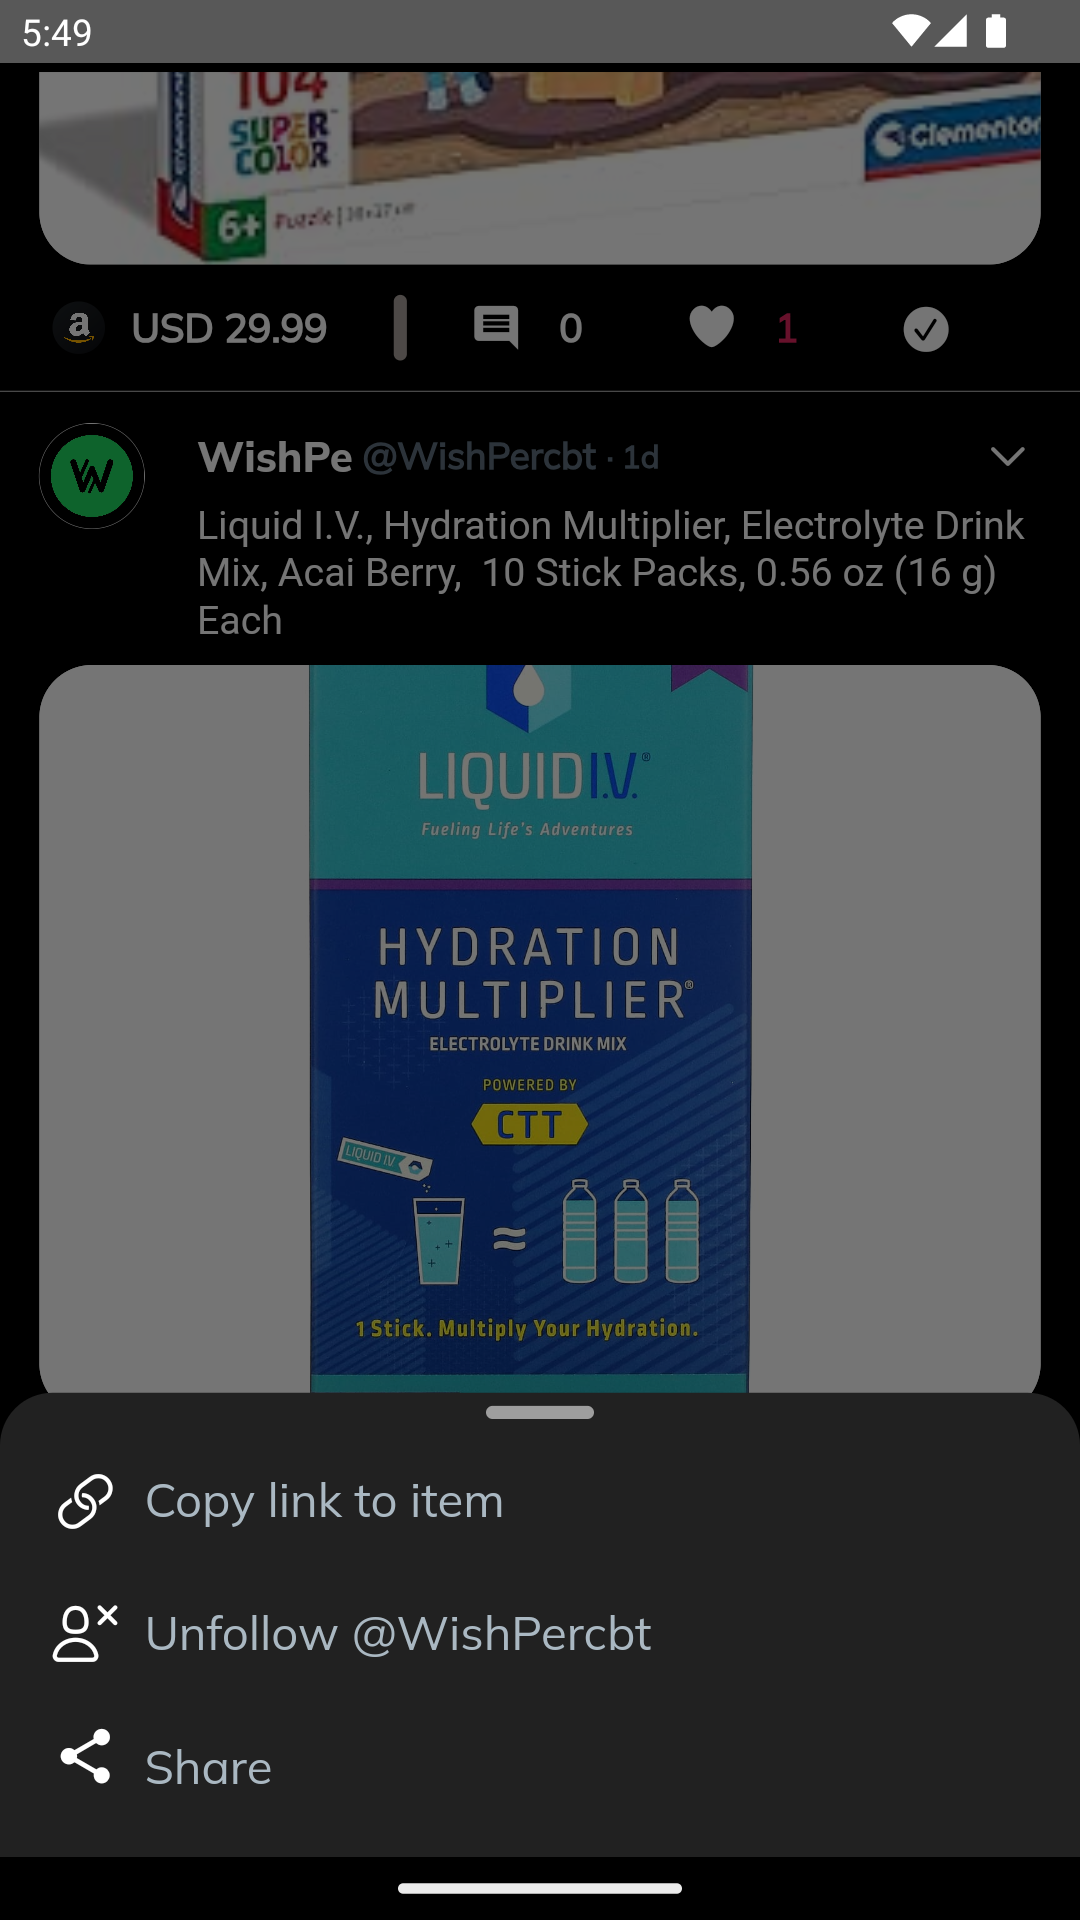 5:49
104
SUPER
COLOR
Clementon
6+ Puzzle
a USD 29.99 0 1
WishPe @WishPercbt · 1d
Liquid I.V., Hydration Multiplier, Electrolyte Drink
Mix, Acai Berry, 10 Stick Packs, 0.56 oz (16 g)
Each
LIQUID I.V.®
Fueling Life's Adventures
HYDRATION
MULTIPLIER®
ELECTROLYTE DRINK MIX
POWERED BY
CTT
LIQUID I.V.
≈
1 Stick. Multiply Your Hydration.
Copy link to item
Unfollow @WishPercbt
Share